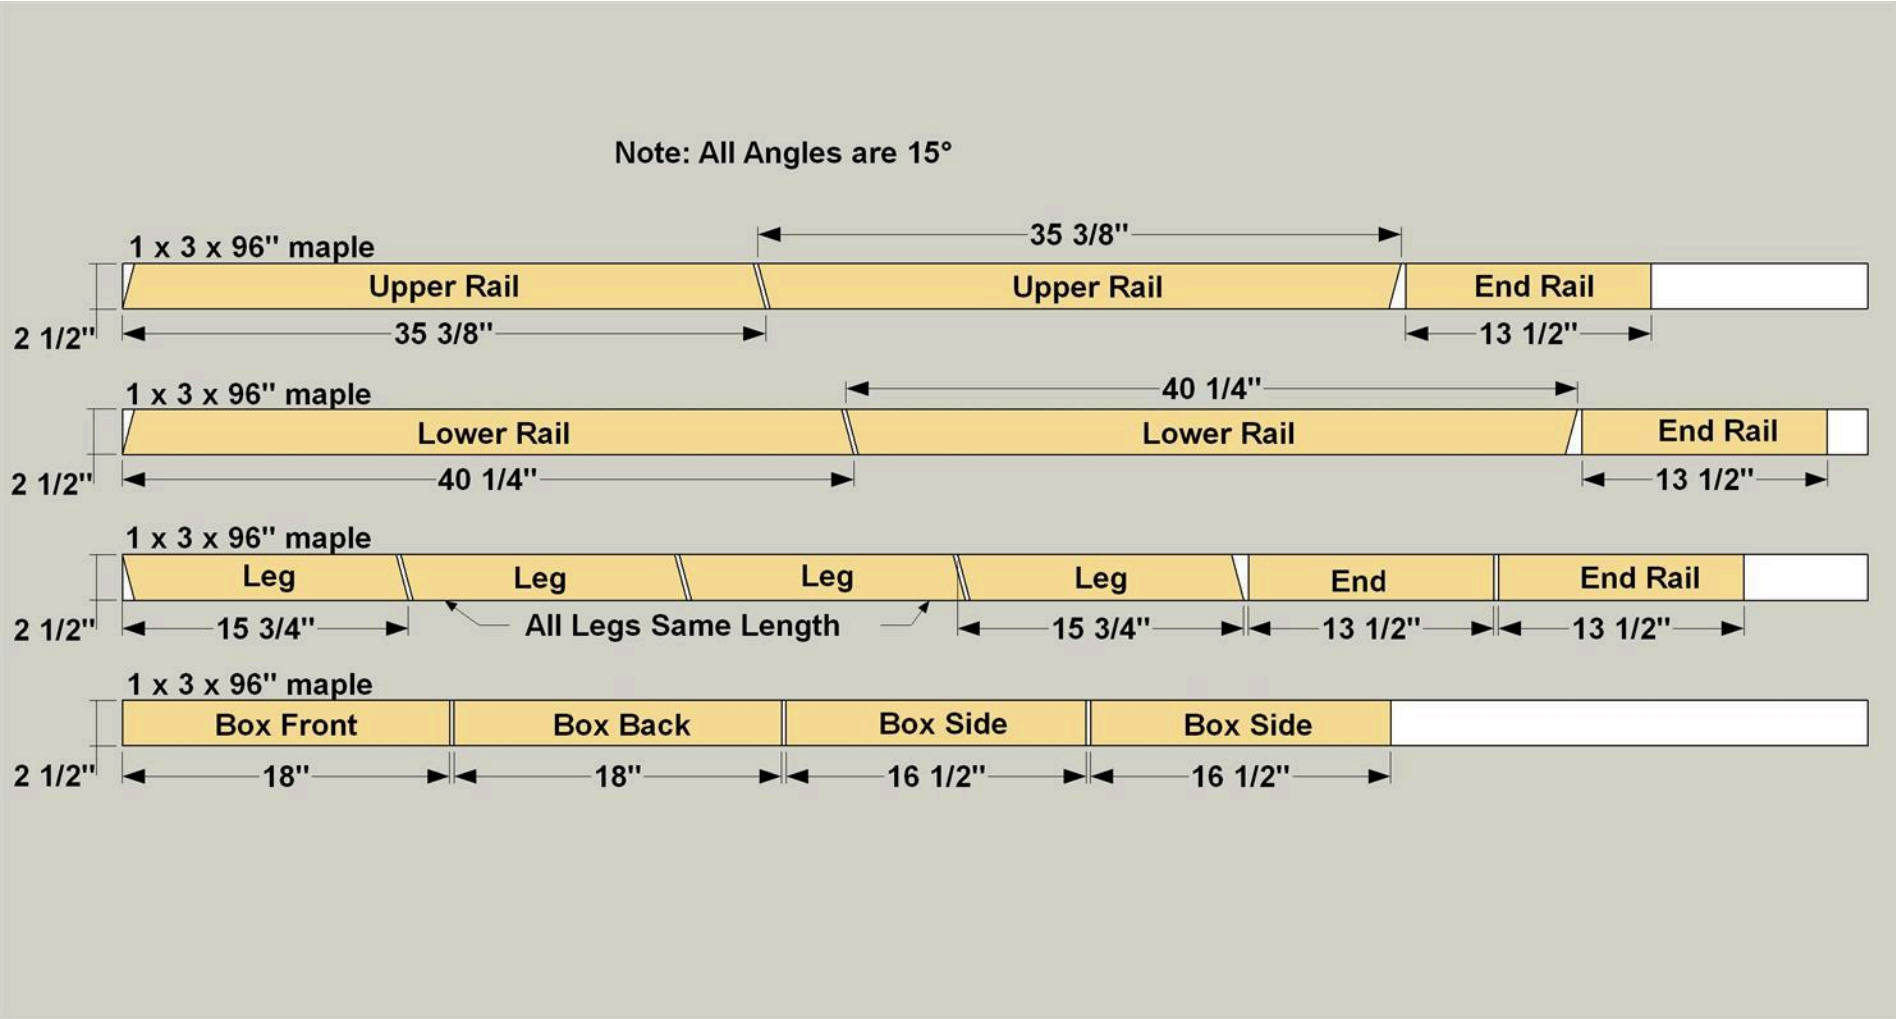 Note: All Angles are 15°
35 3/8"
1 x 3 x 96" maple
Upper Rail
Upper Rail
End Rail
2 1/2"
35 3/8"
13 1/2"
1 x 3 x 96" maple
40 1/4"
Lower Rail
Lower Rail
End Rail
2 1/2"
40 1/4"
13 1/2"
1 x 3 x 96" maple
Leg
Leg
Leg
Leg
End
End Rail
2 1/2"
15 3/4"
All Legs Same Length
15 3/4"
13 1/2"
13 1/2"
1 x 3 x 96" maple
Box Front
Box Back
Box Side
Box Side
2 1/2"
18"
18"
16 1/2"
16 1/2"